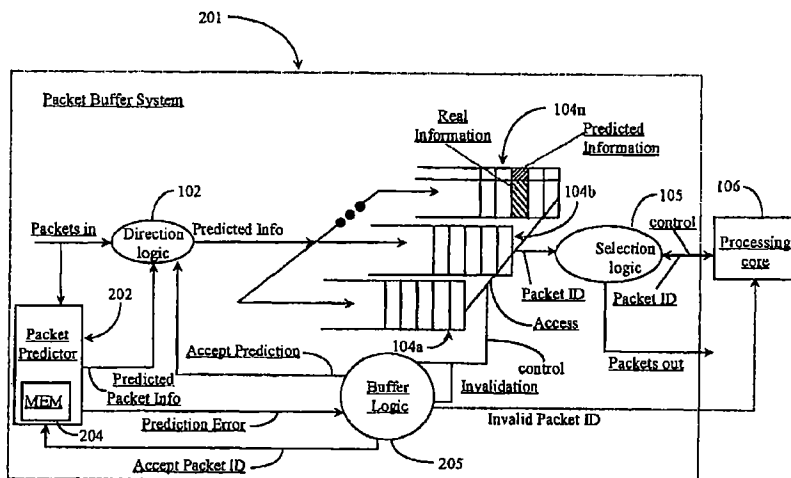 201
Packet Buffer System
Real
Information
104n
Predicted
Information
102
104b
105
106
Packets in
Direction
logic
Predicted Info
Selection
logic
control
Processing
core
Packet ID
Packet ID
Access
202
Packet
Predictor
104a
Accept Prediction
control
Packets out
Predicted
Packet Info
Buffer
Logic
Invalidation
MEM
204
Prediction Error
Invalid Packet ID
Accept Packet ID
205